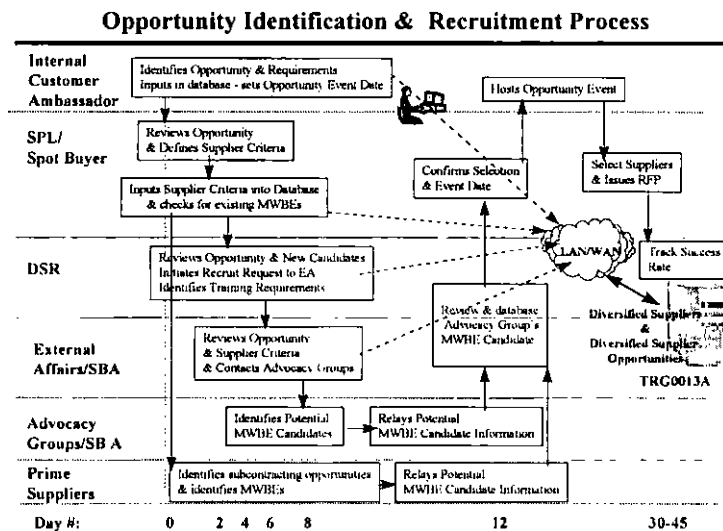 Opportunity Identification & Recruitment Process
Internal
Customer
Ambassador
Identifies Opportunity & Requirements
Inputs in database - sets Opportunity Event Date
Hosts Opportunity Event
SPL/
Spot Buyer
Reviews Opportunity
& Defines Supplier Criteria
Confirms Selection
& Event Date
Select Suppliers
& Issues RFP
Inputs Supplier Criteria into Database
& checks for existing MWBEs
LAN/WAN
DSR
Reviews Opportunity & New Candidates
Initiates Recruit Request to EA
Identifies Training Requirements
Track Success
Rate
Review & database
Advocacy Group's
MWBE Candidate
Diversified Suppliers
&
Diversified Supplier
Opportunities
TRG0013A
External
Affairs/SBA
Reviews Opportunity
& Supplier Criteria
& Contacts Advocacy Groups
Advocacy
Groups/SBA
Identifies Potential
MWBE Candidates
Relays Potential
MWBE Candidate Information
Prime
Suppliers
Identifies subcontracting opportunities
& identifies MWBEs
Relays Potential
MWBE Candidate Information
Day #: 0 2 4 6 8 12 30-45